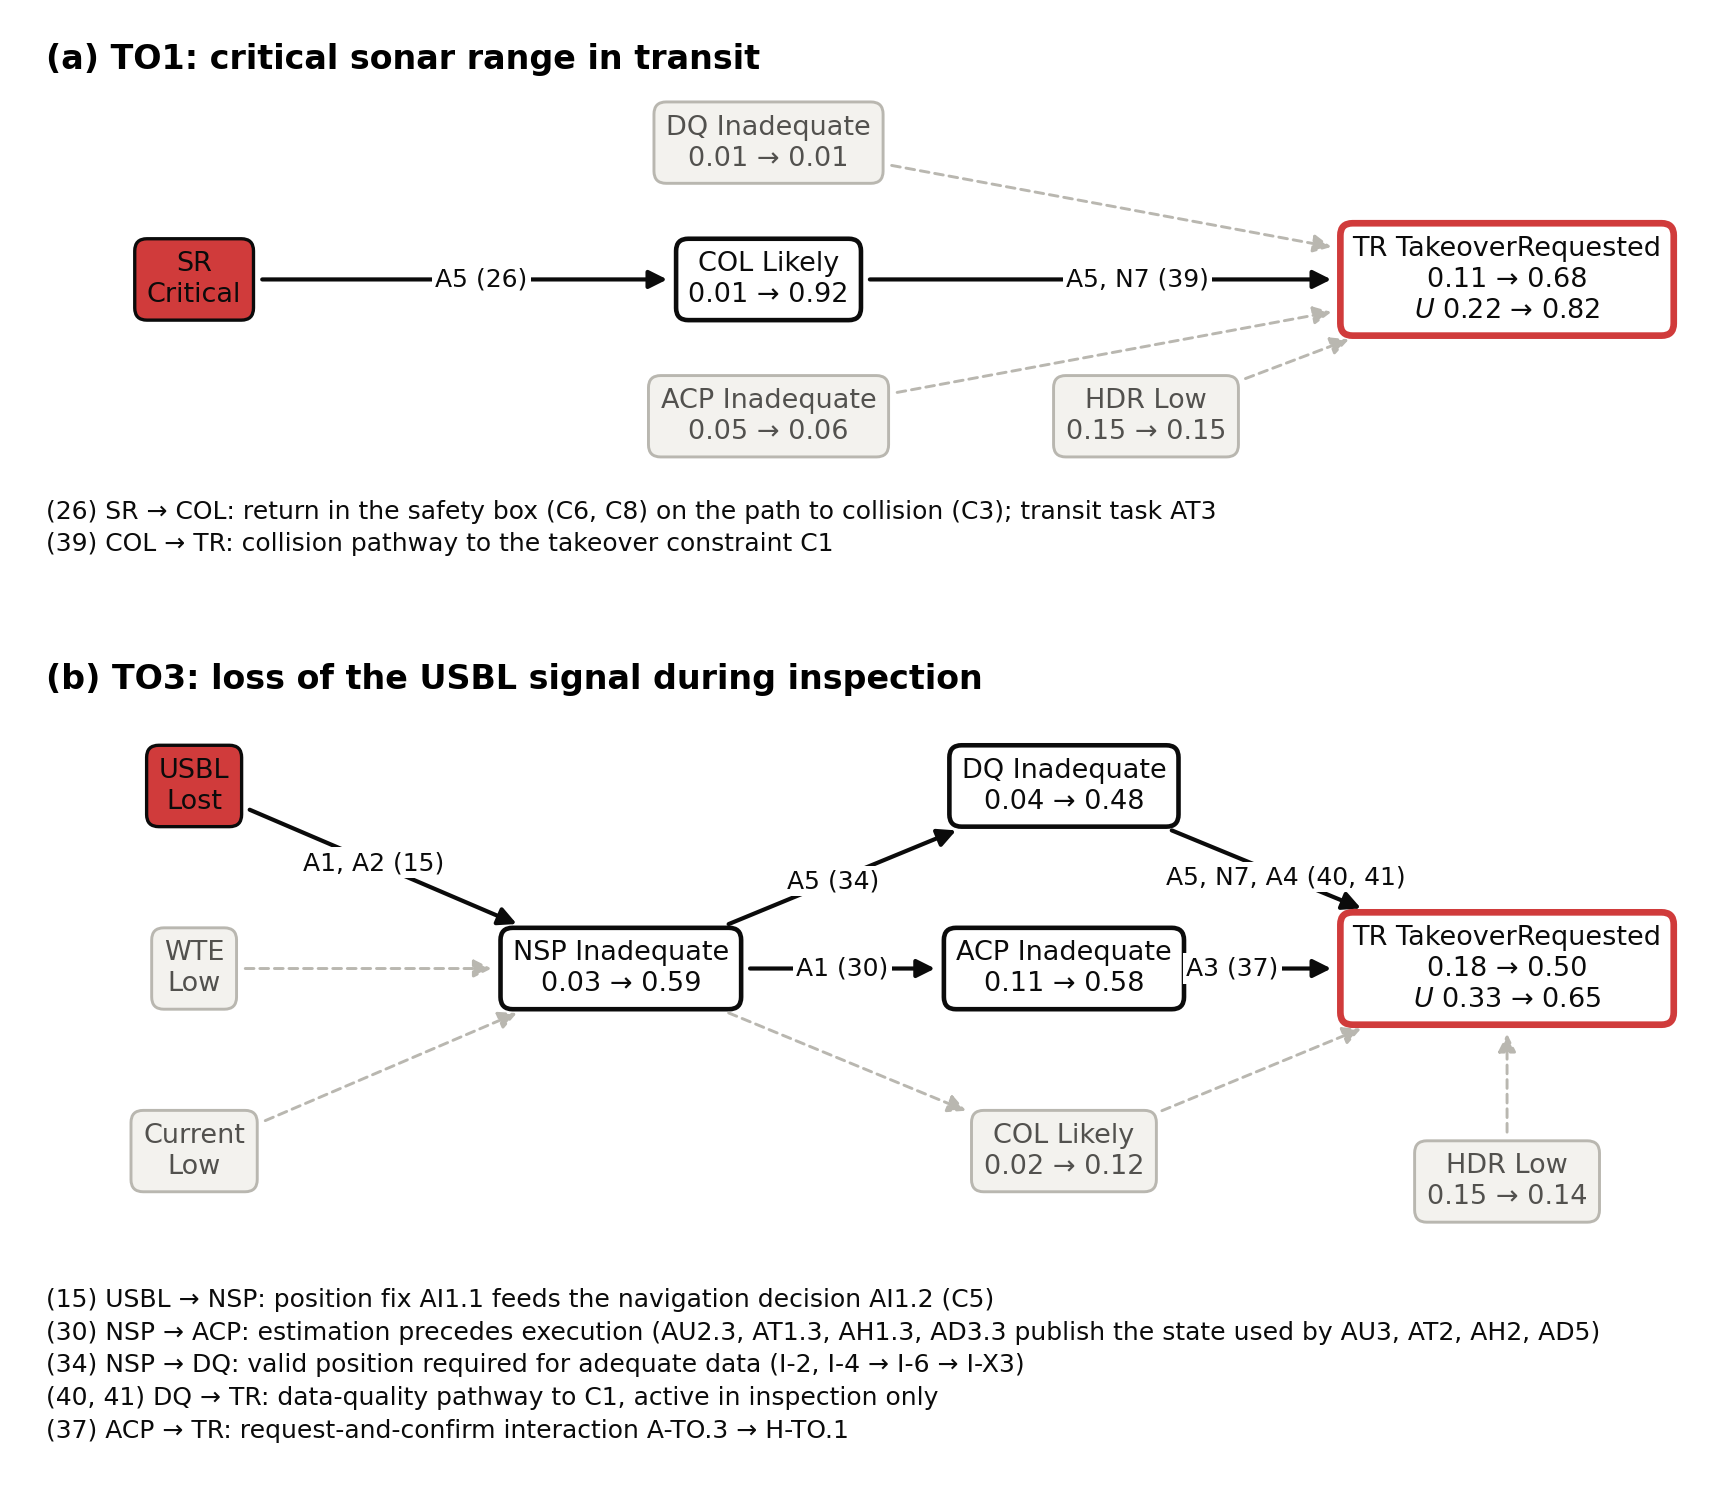 (a) TO1: critical sonar range in transit
DQ Inadequate
0.01 → 0.01
SR
Critical
A5 (26)
COL Likely
0.01 → 0.92
A5, N7 (39)
TR TakeoverRequested
0.11 → 0.68
U 0.22 → 0.82
ACP Inadequate
0.05 → 0.06
HDR Low
0.15 → 0.15
(26) SR → COL: return in the safety box (C6, C8) on the path to collision (C3); transit task AT3
(39) COL → TR: collision pathway to the takeover constraint C1
(b) TO3: loss of the USBL signal during inspection
USBL
Lost
DQ Inadequate
0.04 → 0.48
A1, A2 (15)
A5 (34)
A5, N7, A4 (40, 41)
WTE
Low
NSP Inadequate
0.03 → 0.59
A1 (30)
ACP Inadequate
0.11 → 0.58
A3 (37)
TR TakeoverRequested
0.18 → 0.50
U 0.33 → 0.65
Current
Low
COL Likely
0.02 → 0.12
HDR Low
0.15 → 0.14
(15) USBL → NSP: position fix AI1.1 feeds the navigation decision AI1.2 (C5)
(30) NSP → ACP: estimation precedes execution (AU2.3, AT1.3, AH1.3, AD3.3 publish the state used by AU3, AT2, AH2, AD5)
(34) NSP → DQ: valid position required for adequate data (I-2, I-4 → I-6 → I-X3)
(40, 41) DQ → TR: data-quality pathway to C1, active in inspection only
(37) ACP → TR: request-and-confirm interaction A-TO.3 → H-TO.1